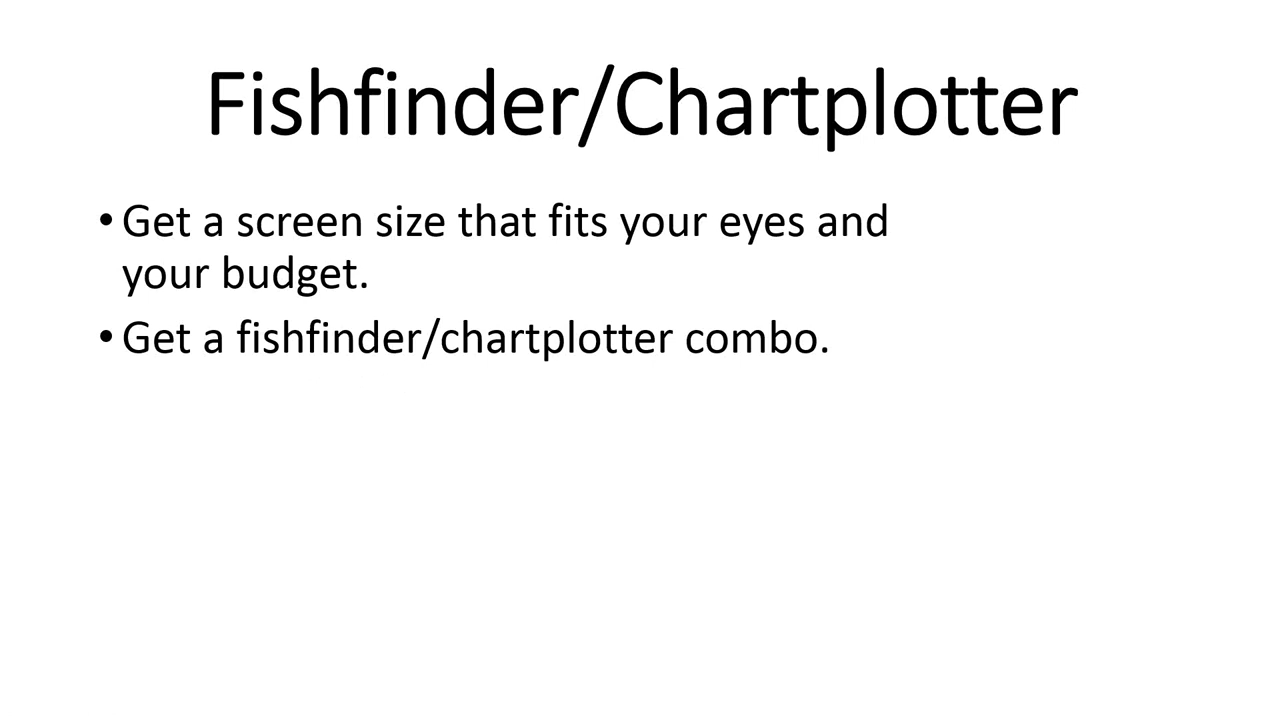 Fishfinder/Chartplotter
• Get a screen size that fits your eyes and
your budget.
• Get a fishfinder/chartplotter combo.